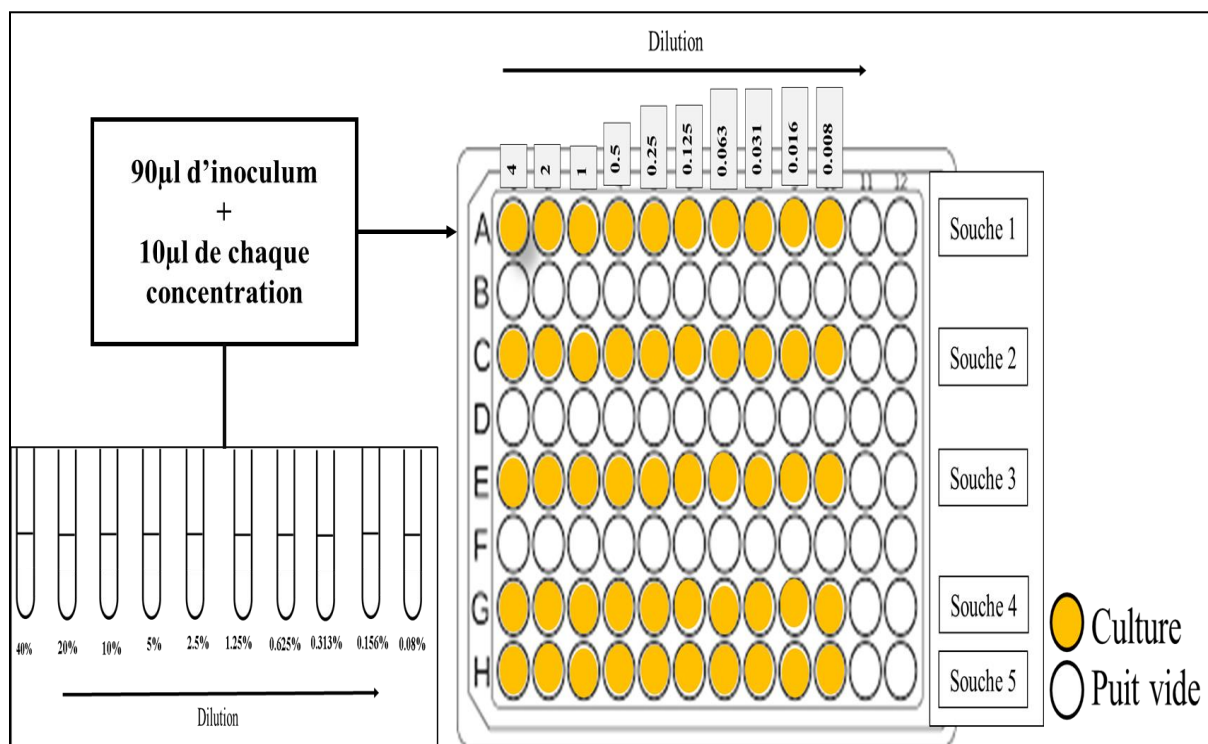 Dilution
4
2
1
0.5
0.25
0.125
0.063
0.031
0.016
0.008
90µl d'inoculum
+
10µl de chaque
concentration
11 12
A
B
C
D
E
F
G
H
Souche 1
Souche 2
Souche 3
Souche 4
Souche 5
40% 20% 10% 5% 2.5% 1.25% 0.625% 0.313% 0.156% 0.08%
Dilution
Culture
Puit vide